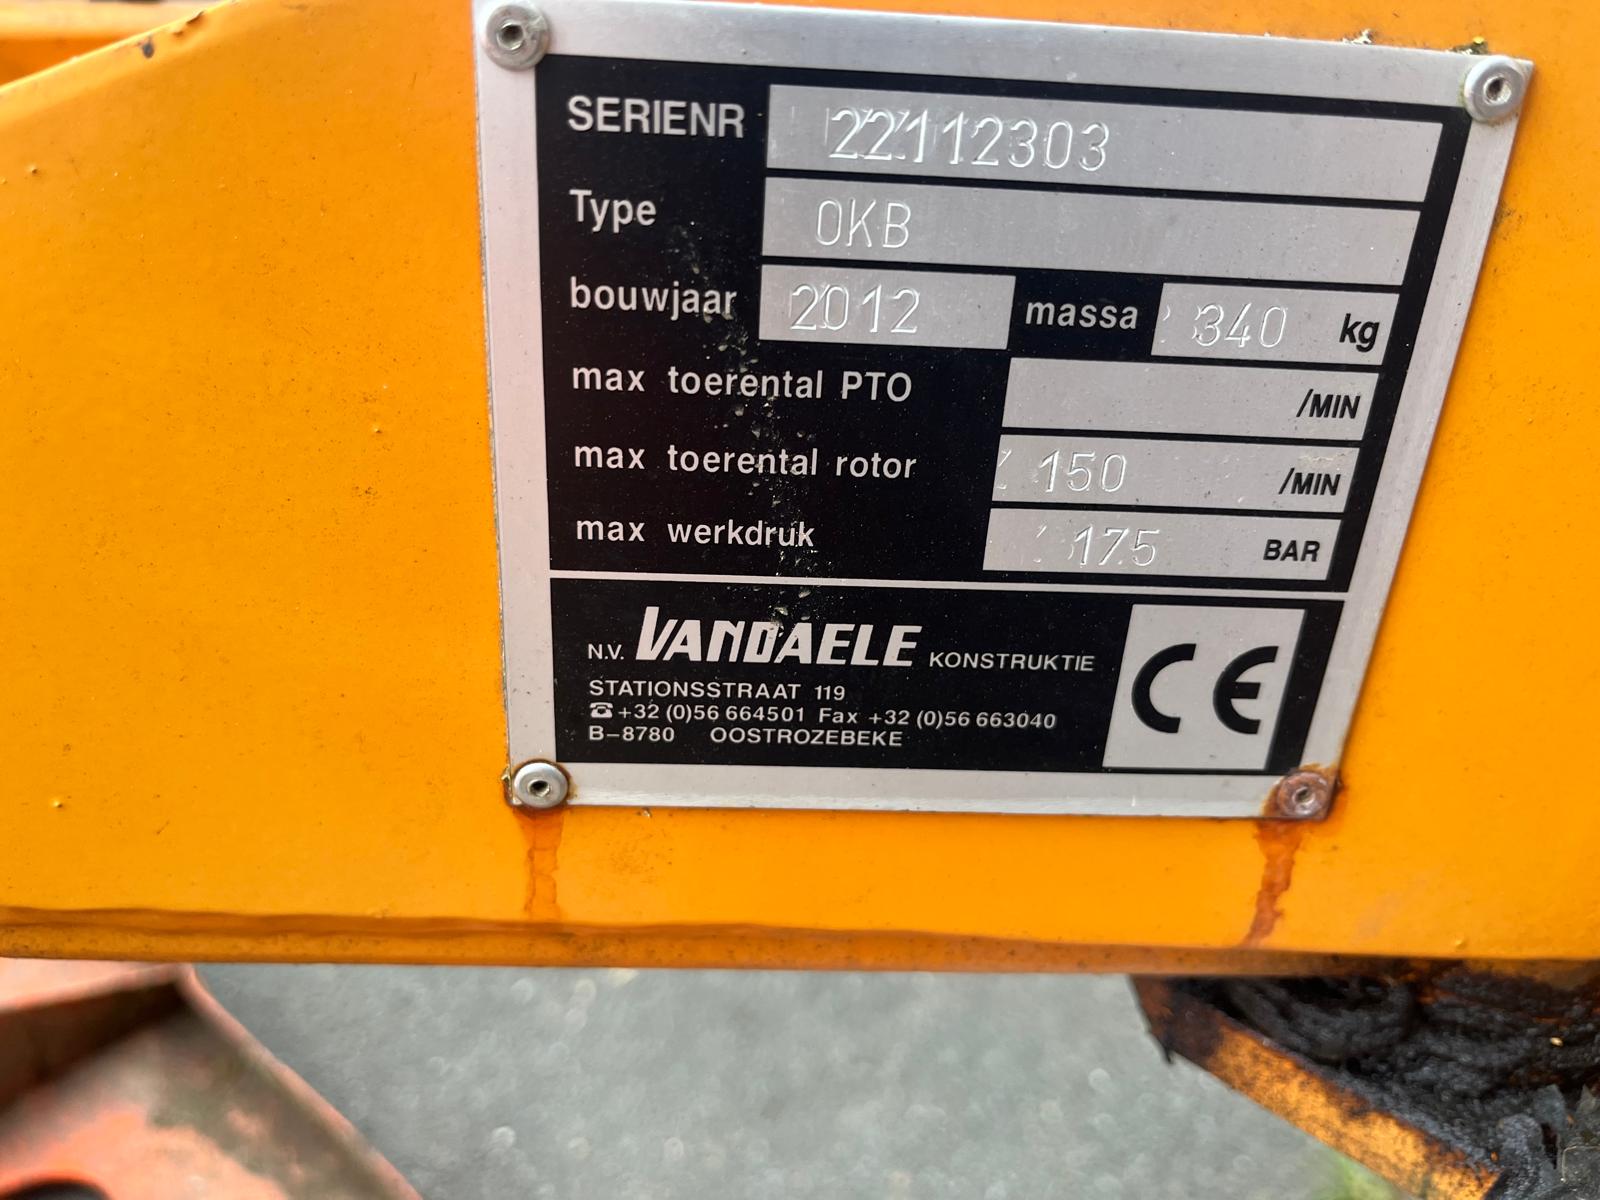 SERIENR 22112303
Type OKB
bouwjaar 2012 massa 340 kg
max toerental PTO /MIN
max toerental rotor 150 /MIN
max werkdruk 175 BAR
N.V. VANDAELE KONSTRUKTIE
STATIONSSTRAAT 119
☎ +32 (0)56 664501 Fax +32 (0)56 663040
B-8780 OOSTROZEBEKE
CE